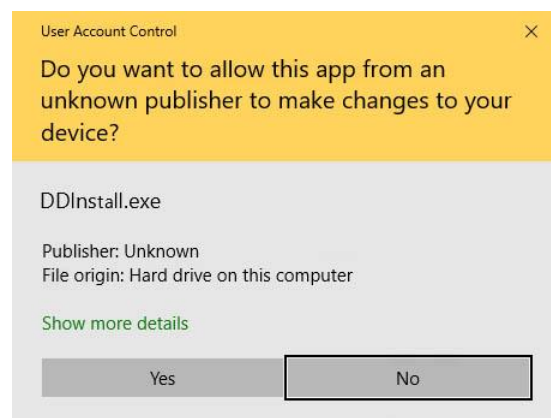 User Account Control
Do you want to allow this app from an
unknown publisher to make changes to your
device?
DDInstall.exe
Publisher: Unknown
File origin: Hard drive on this computer
Show more details
Yes
No